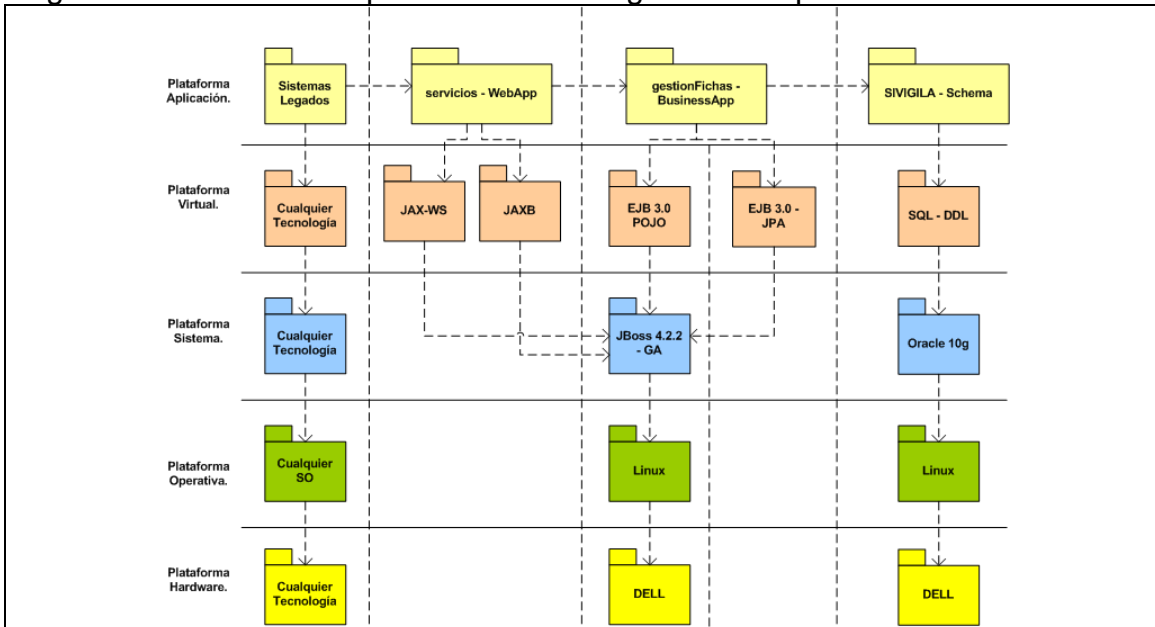 Plataforma
Aplicación.
Sistemas
Legados
servicios - WebApp
gestionFichas -
BusinessApp
SIVIGILA - Schema
Plataforma
Virtual.
Cualquier
Tecnología
JAX-WS
JAXB
EJB 3.0
POJO
EJB 3.0 -
JPA
SQL - DDL
Plataforma
Sistema.
Cualquier
Tecnología
JBoss 4.2.2
- GA
Oracle 10g
Plataforma
Operativa.
Cualquier
SO
Linux
Linux
Plataforma
Hardware.
Cualquier
Tecnología
DELL
DELL